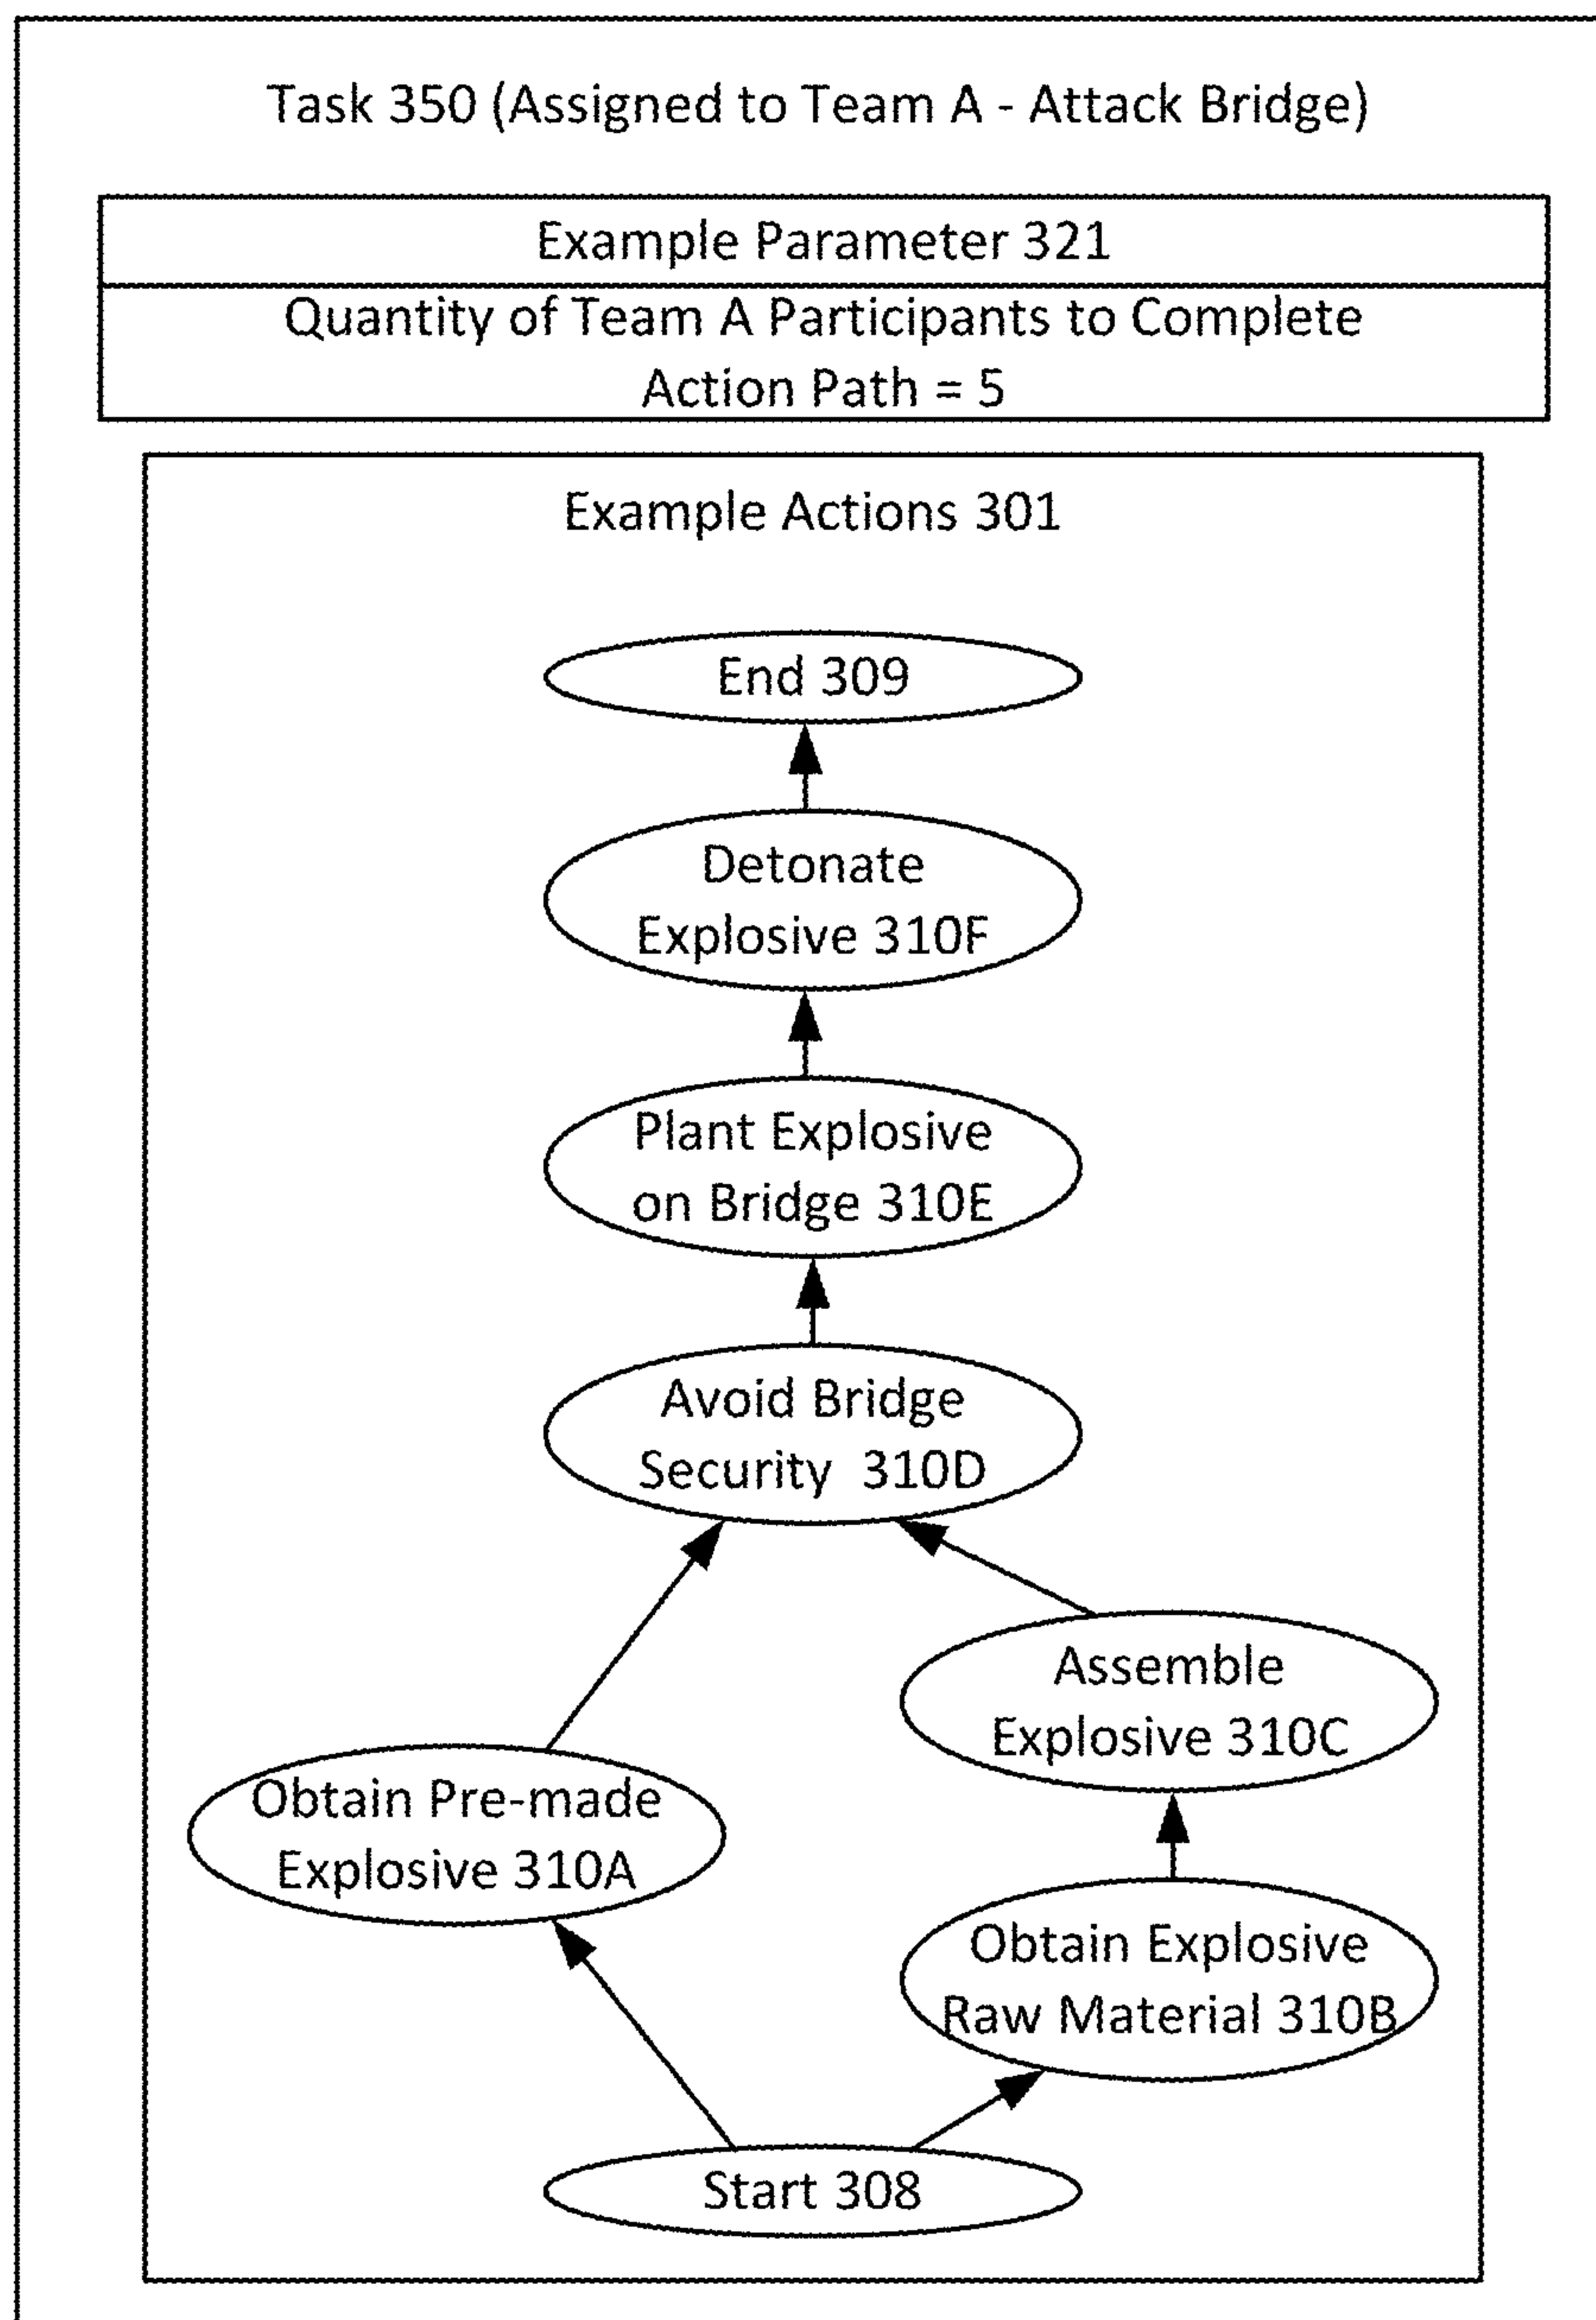 Task 350 (Assigned to Team A - Attack Bridge)
Example Parameter 321
Quantity of Team A Participants to Complete
Action Path = 5
Example Actions 301
End 309
Detonate
Explosive 310F
Plant Explosive
on Bridge 310E
Avoid Bridge
Security 310D
Assemble
Explosive 310C
Obtain Pre-made
Explosive 310A
Obtain Explosive
Raw Material 310B
Start 308